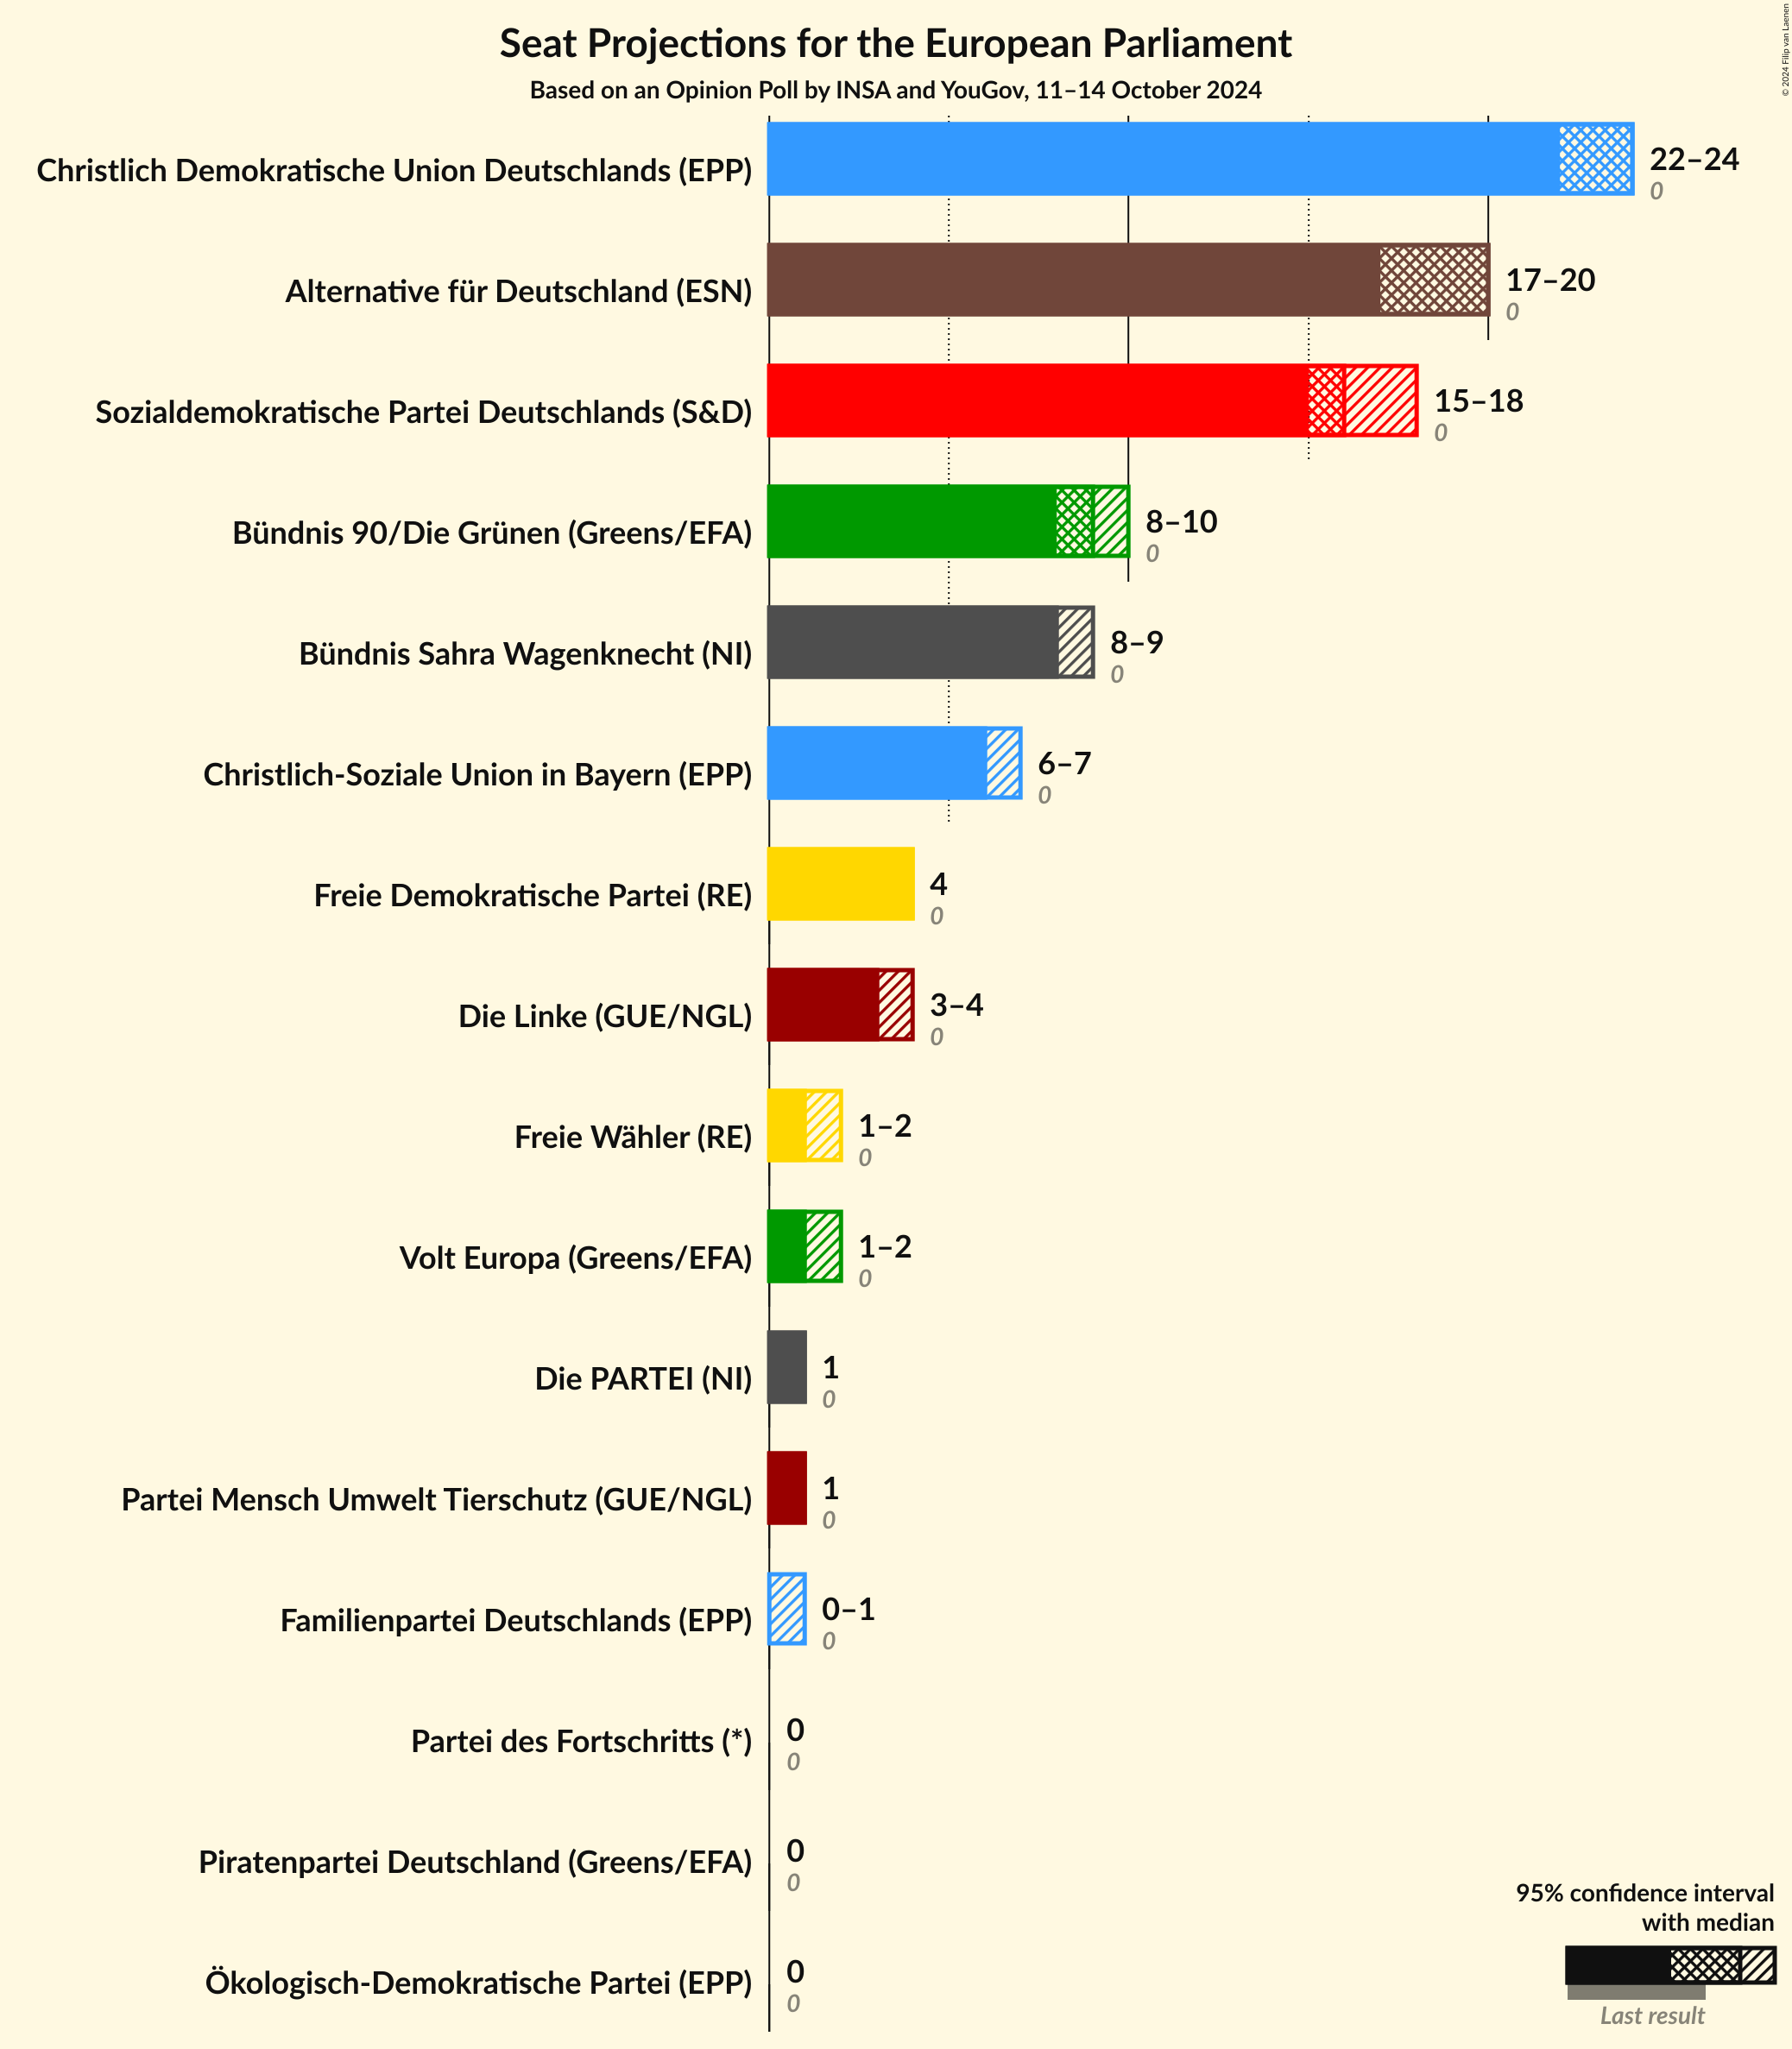 Seat Projections for the European Parliament
Based on an Opinion Poll by INSA and YouGov, 11–14 October 2024
© 2024 Filip van Laenen
Christlich Demokratische Union Deutschlands (EPP)
22–24
0
Alternative für Deutschland (ESN)
17–20
0
Sozialdemokratische Partei Deutschlands (S&D)
15–18
0
Bündnis 90/Die Grünen (Greens/EFA)
8–10
0
Bündnis Sahra Wagenknecht (NI)
8–9
0
Christlich-Soziale Union in Bayern (EPP)
6–7
0
Freie Demokratische Partei (RE)
4
0
Die Linke (GUE/NGL)
3–4
0
Freie Wähler (RE)
1–2
0
Volt Europa (Greens/EFA)
1–2
0
Die PARTEI (NI)
1
0
Partei Mensch Umwelt Tierschutz (GUE/NGL)
1
0
Familienpartei Deutschlands (EPP)
0–1
0
Partei des Fortschritts (*)
0
0
Piratenpartei Deutschland (Greens/EFA)
0
0
Ökologisch-Demokratische Partei (EPP)
0
0
95% confidence interval
with median
Last result